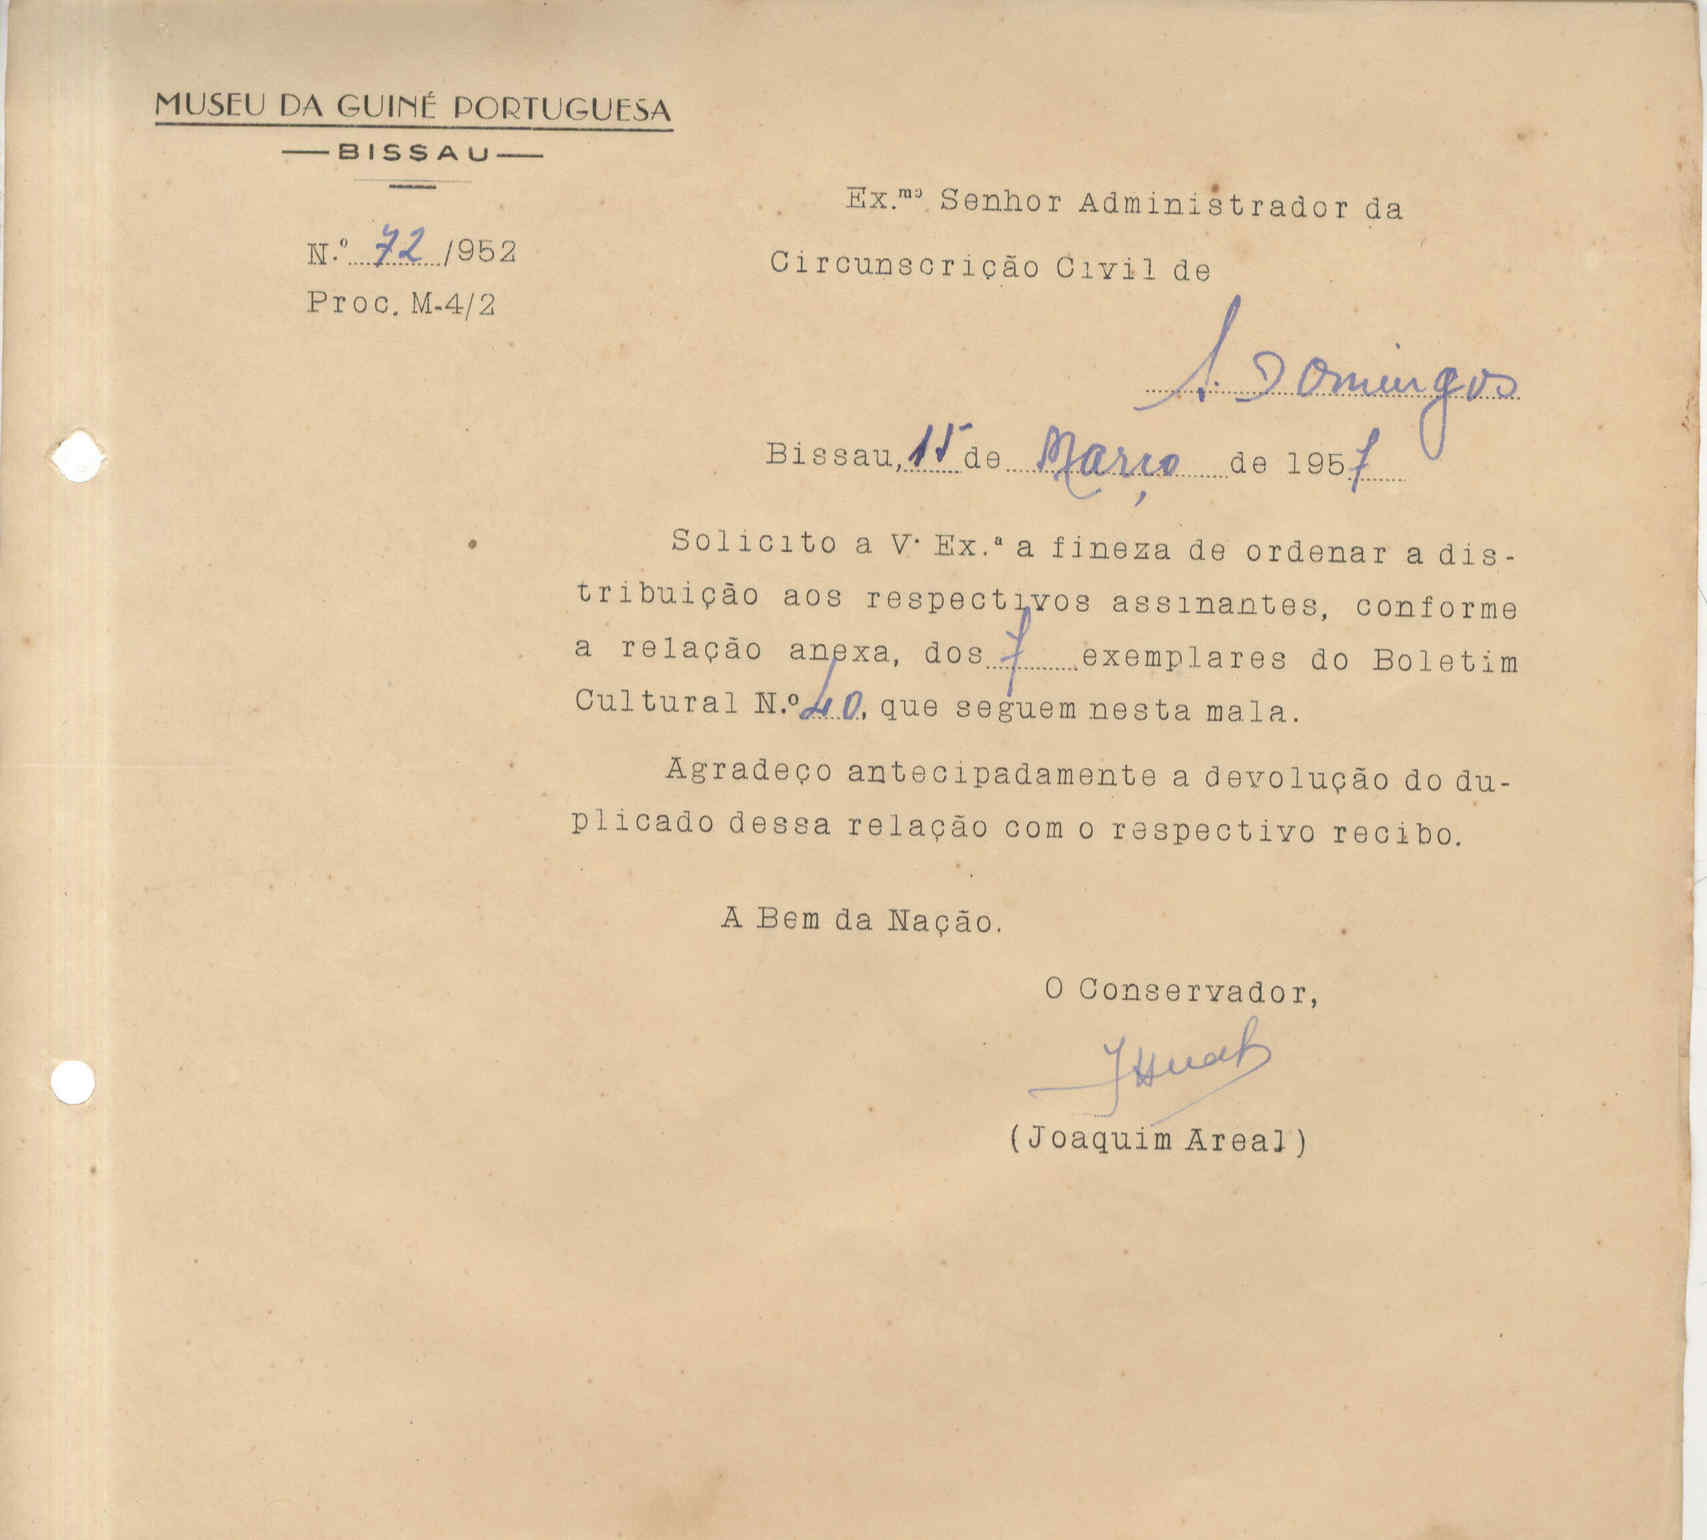 MUSEU DA GUINÉ PORTUGUESA
BISSAU
N.º 72/952
Proc. M-4/2
Ex.mo Senhor Administrador da
Circunscrição Civil de
S. Domingos
Bissau, 15 de Março de 1957
Solicito a V. Ex.ª a fineza de ordenar a dis-
tribuição aos respectivos assinantes, conforme
a relação anexa, dos 7 exemplares do Boletim
Cultural N.º 40, que seguem nesta mala.
Agradeço antecipadamente a devolução do du-
plicado dessa relação com o respectivo recibo.
A Bem da Nação.
O Conservador,
(Joaquim Areal)